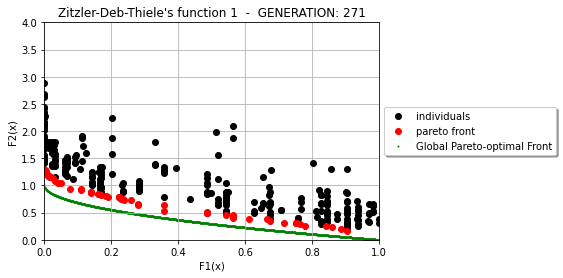 Zitzler-Deb-Thiele's function 1 - GENERATION: 271
4.0
3.5
3.0
2.5
2.0
1.5
1.0
0.5
0.0
F2(x)
0.0 0.2 0.4 0.6 0.8 1.0
F1(x)
individuals
pareto front
Global Pareto-optimal Front